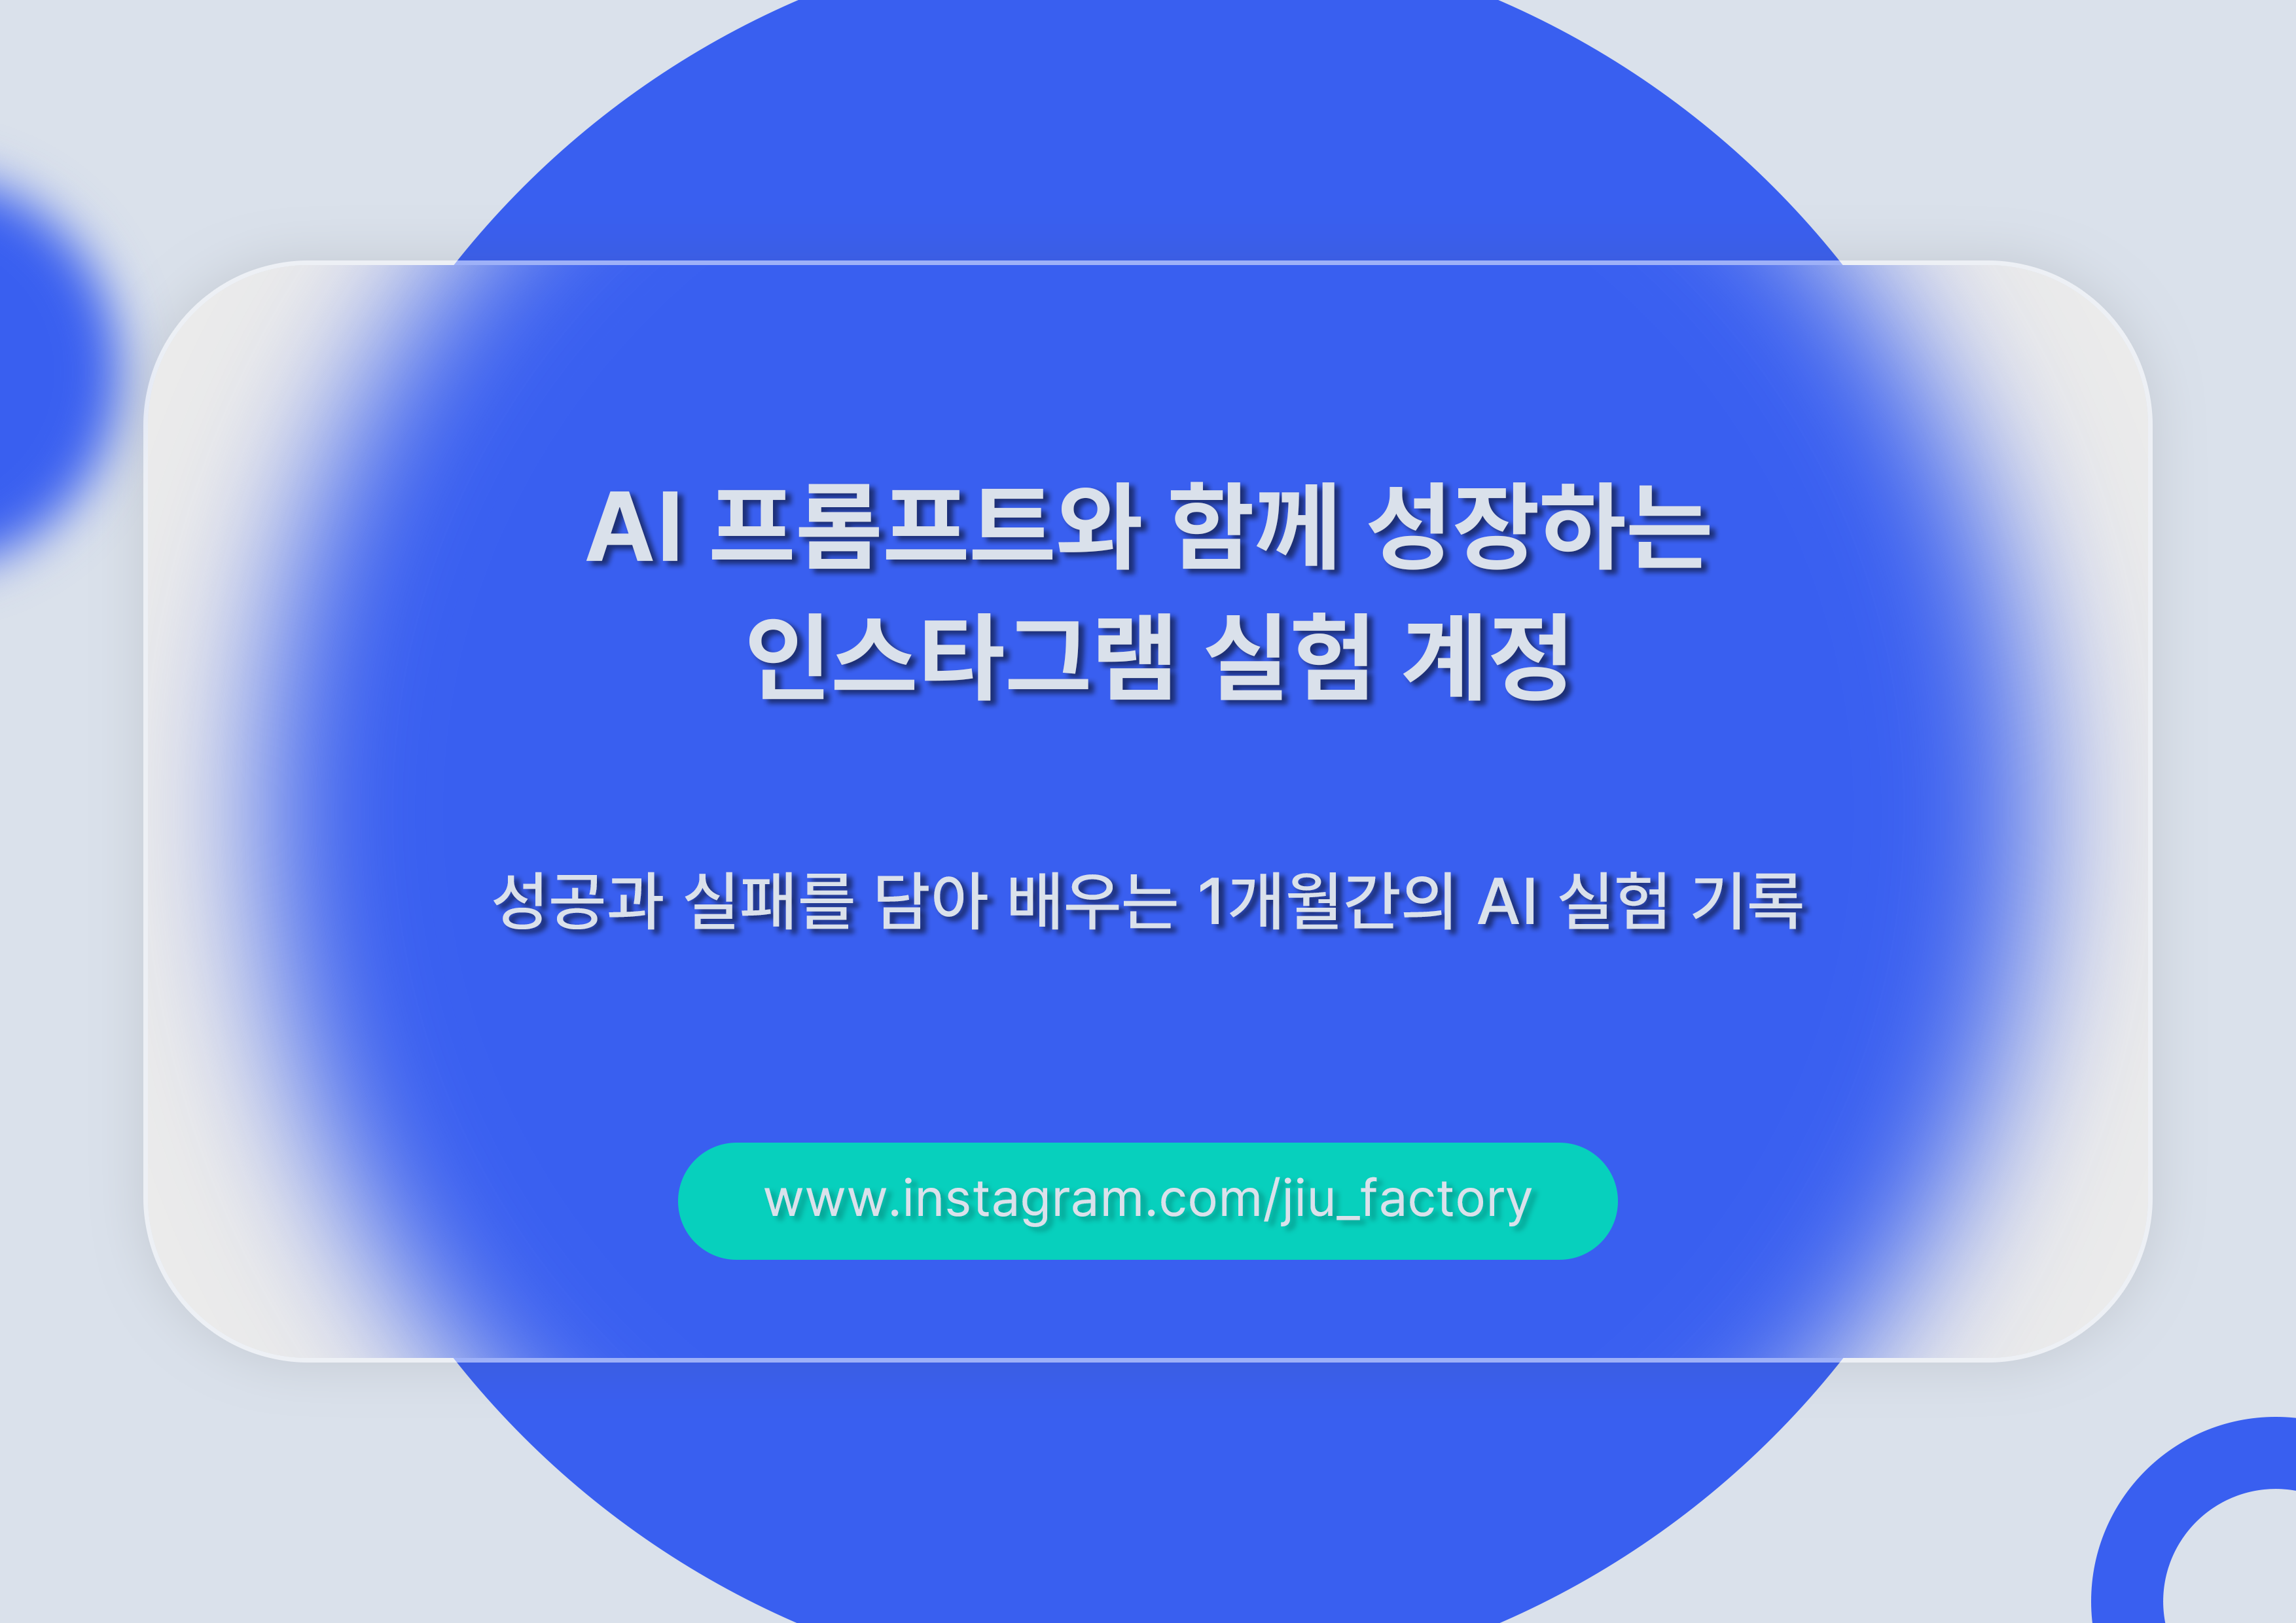 AI 프롬프트와 함께 성장하는
인스타그램 실험 계정
성공과 실패를 담아 배우는 1개월간의 AI 실험 기록
www.instagram.com/jiu_factory